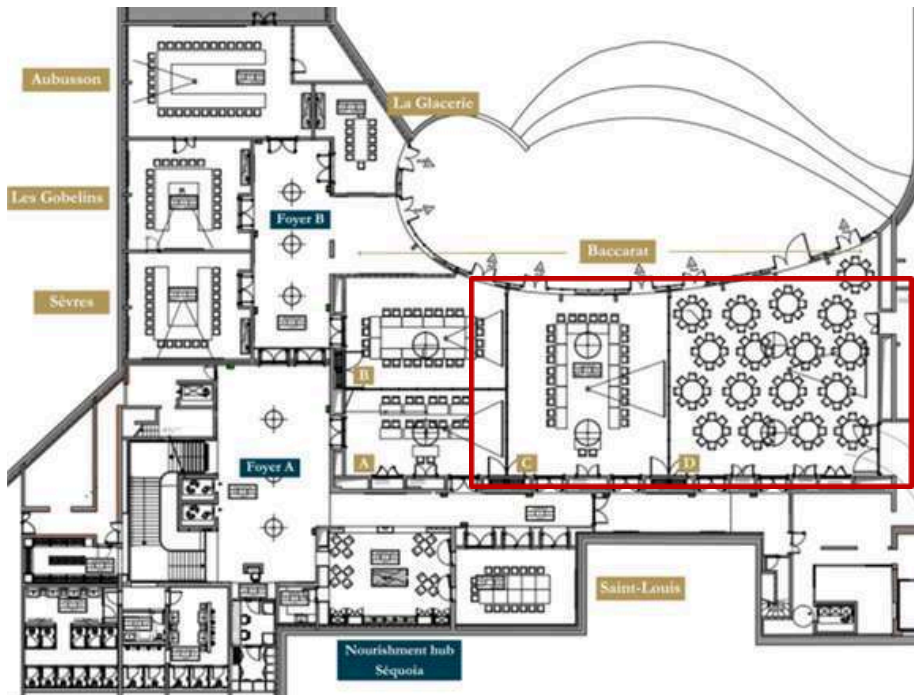 Aubusson
La Glacerie
Les Gobelins
Foyer B
Baccarat
Sèvres
B
A
C
D
Foyer A
Saint-Louis
Nourishment hub
Séquoia